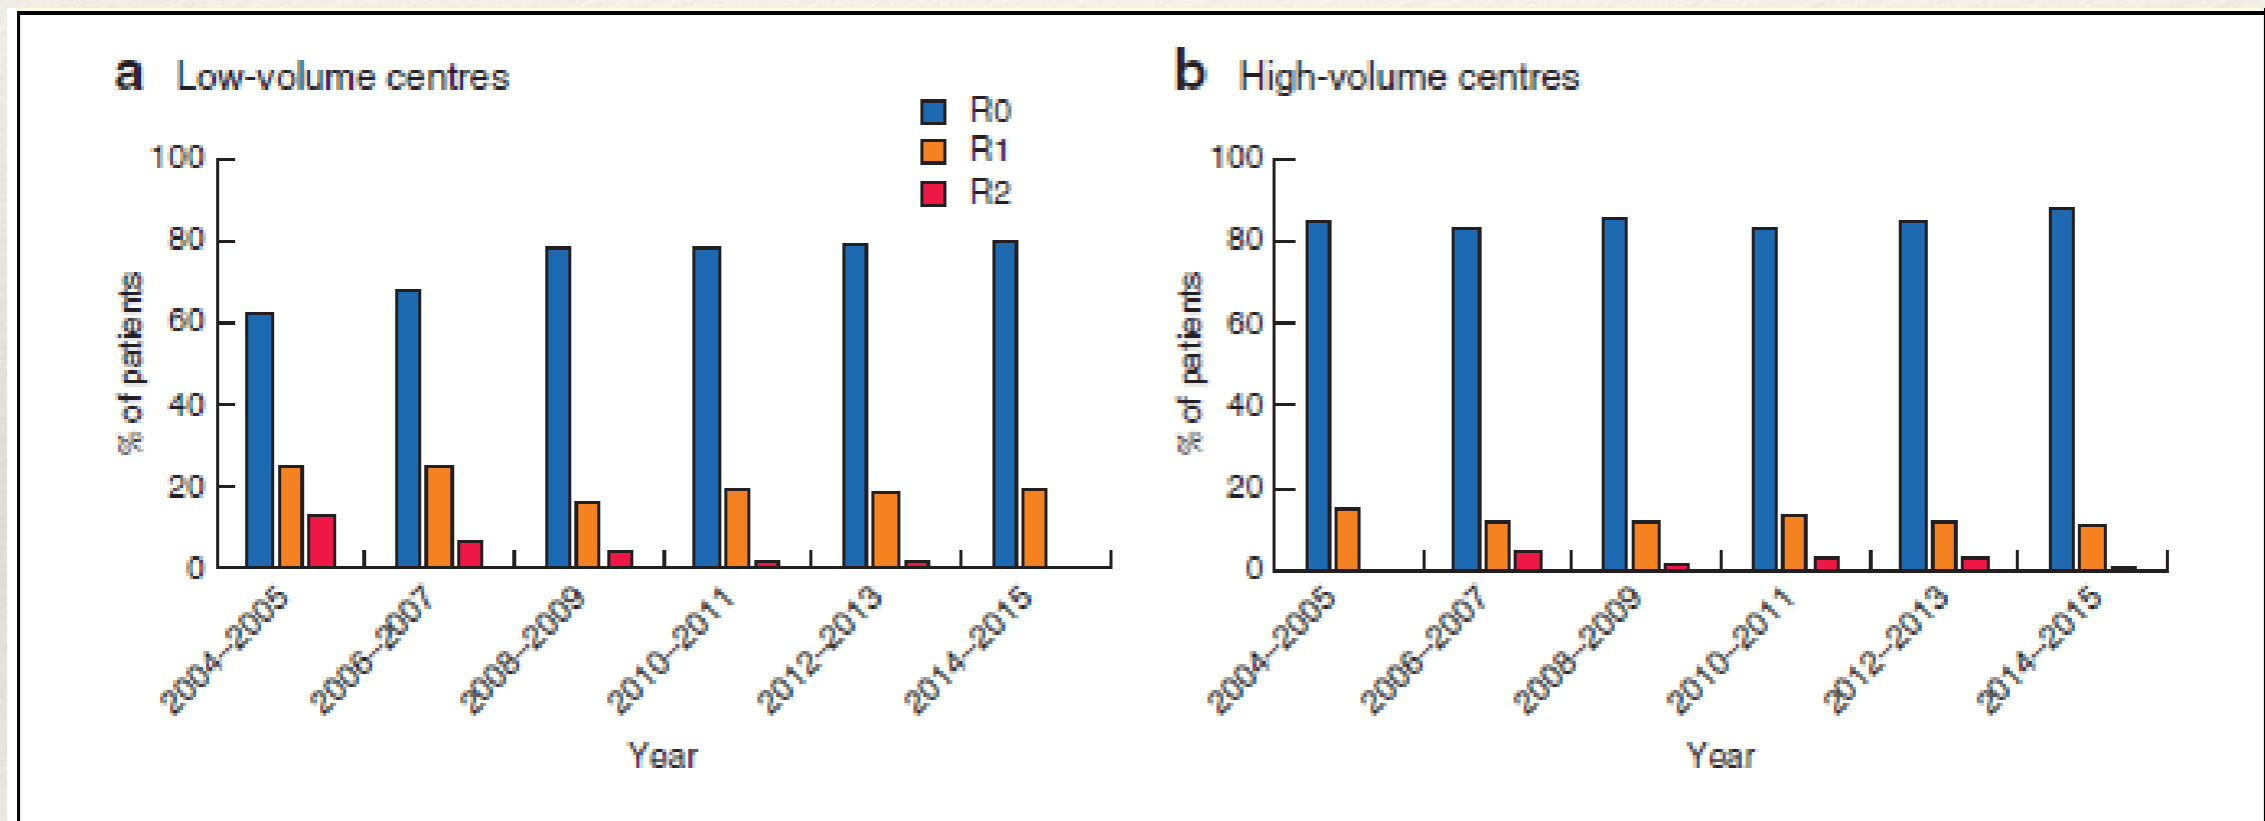 a Low-volume centres
R0
R1
R2
100
80
60
40
20
0
% of patients
2004–2005
2006–2007
2008–2009
2010–2011
2012–2013
2014–2015
Year
b High-volume centres
100
80
60
40
20
0
% of patients
2004–2005
2006–2007
2008–2009
2010–2011
2012–2013
2014–2015
Year